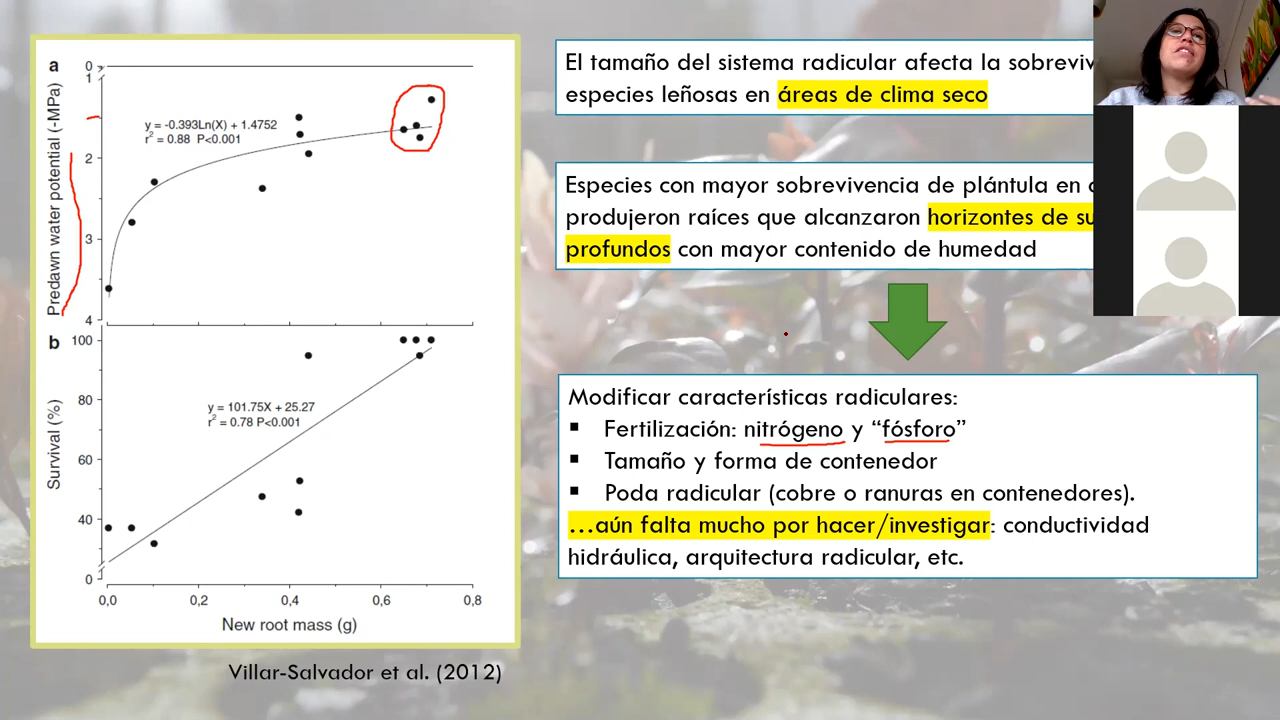 a
0
1
2
3
4
Predawn water potential (-MPa)
y = -0.393Ln(X) + 1.4752
r² = 0.88 P<0.001
b
100
80
60
40
0
Survival (%)
y = 101.75X + 25.27
r² = 0.78 P<0.001
0,0 0,2 0,4 0,6 0,8
New root mass (g)
Villar-Salvador et al. (2012)
El tamaño del sistema radicular afecta la
especies leñosas en áreas de clima seco
Especies con mayor sobrevivencia de plántula en
produjeron raíces que alcanzaron horizontes de
profundos con mayor contenido de humedad
Modificar características radiculares:
▪ Fertilización: nitrógeno y “fósforo”
▪ Tamaño y forma de contenedor
▪ Poda radicular (cobre o ranuras en contenedores).
...aún falta mucho por hacer/investigar: conductividad
hidráulica, arquitectura radicular, etc.